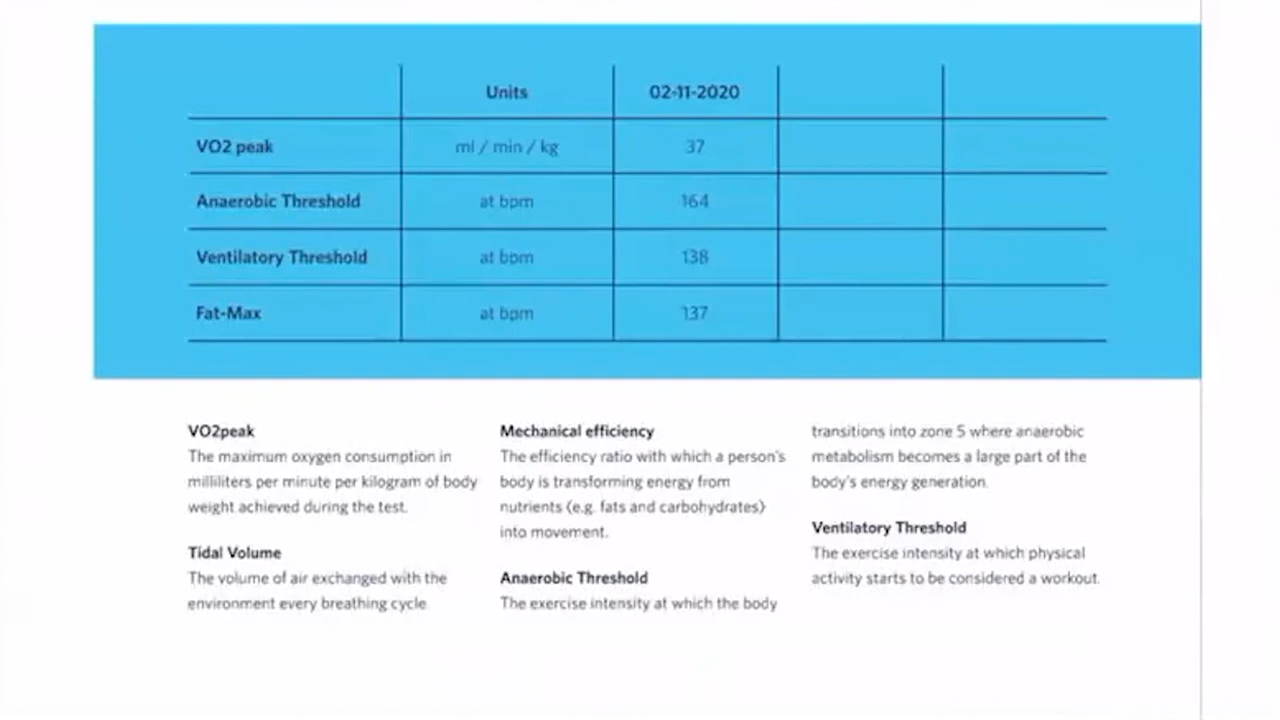 Units 02-11-2020
VO2 peak ml / min / kg 37
Anaerobic Threshold at bpm 164
Ventilatory Threshold at bpm 138
Fat-Max at bpm 137
VO2peak
The maximum oxygen consumption in
milliliters per minute per kilogram of body
weight achieved during the test.
Tidal Volume
The volume of air exchanged with the
environment every breathing cycle
Mechanical efficiency
The efficiency ratio with which a person's
body is transforming energy from
nutrients (e.g. fats and carbohydrates)
into movement.
Anaerobic Threshold
The exercise intensity at which the body
transitions into zone 5 where anaerobic
metabolism becomes a large part of the
body's energy generation.
Ventilatory Threshold
The exercise intensity at which physical
activity starts to be considered a workout.